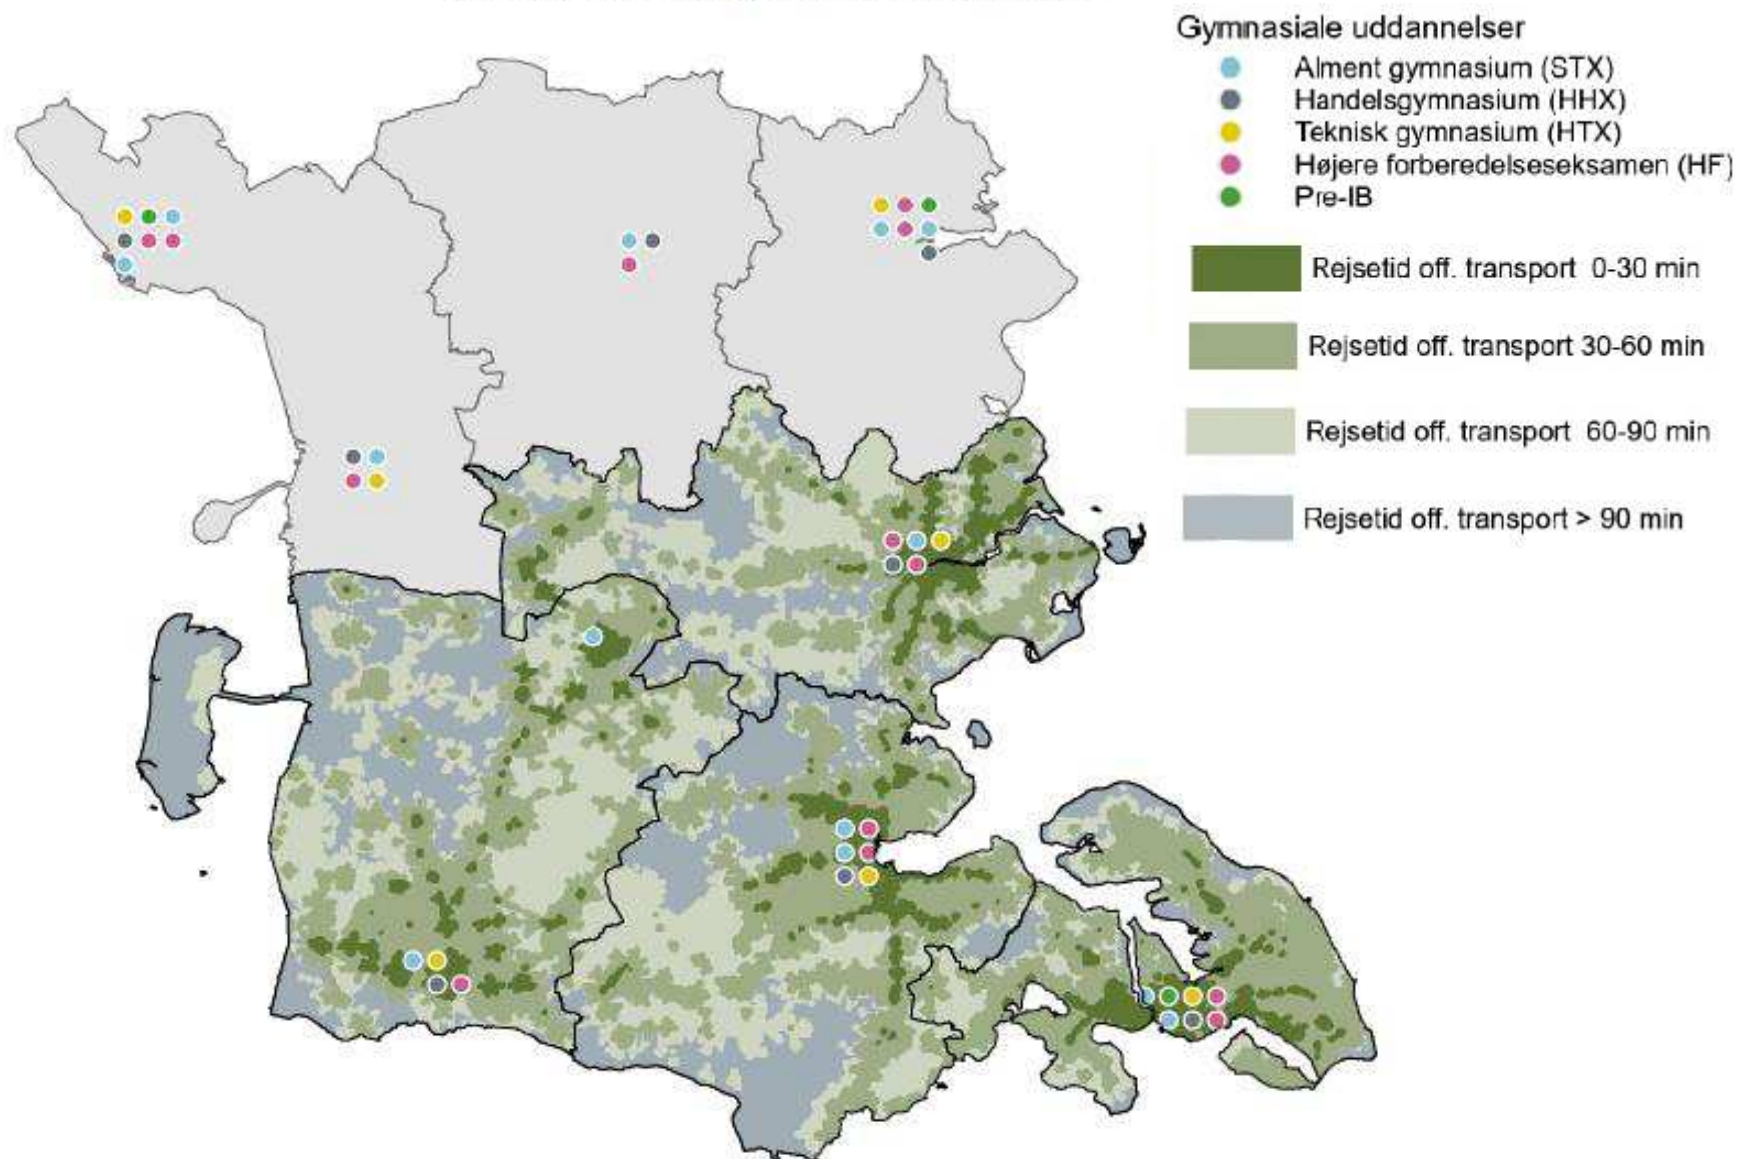 Gymnasiale uddannelser
Alment gymnasium (STX)
Handelsgymnasium (HHX)
Teknisk gymnasium (HTX)
Højere forberedelseseksamen (HF)
Pre-IB
Rejsetid off. transport 0-30 min
Rejsetid off. transport 30-60 min
Rejsetid off. transport 60-90 min
Rejsetid off. transport > 90 min